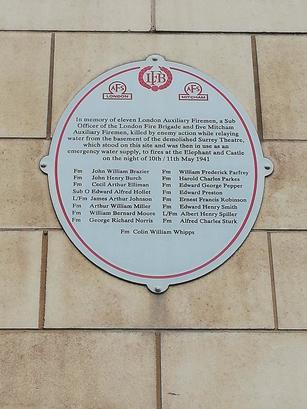 LFB
AFS
LONDON
AFS
MITCHAM
In memory of eleven London Auxiliary Firemen, a Sub
Officer of the London Fire Brigade and five Mitcham
Auxiliary Firemen, killed by enemy action while relaying
water from the basement of the demolished Surrey Theatre,
which stood on this site and was then in use as an
emergency water supply, to fires at the Elephant and Castle
on the night of 10th / 11th May 1941
Fm John William Brazier
Fm John Henry Burch
Fm Cecil Arthur Elliman
Sub O Edward Alfred Hollet
L/Fm James Arthur Johnson
Fm Arthur William Miller
Fm William Bernard Moore
Fm George Richard Norris
Fm William Frederick Parfrey
Fm Harold Charles Parkes
Fm Edward George Pepper
Fm Edward Preston
Fm Ernest Francis Robinson
Fm Edward Henry Smith
L/Fm Albert Henry Spiller
Fm Alfred Charles Sturk
Fm Colin William Whipps